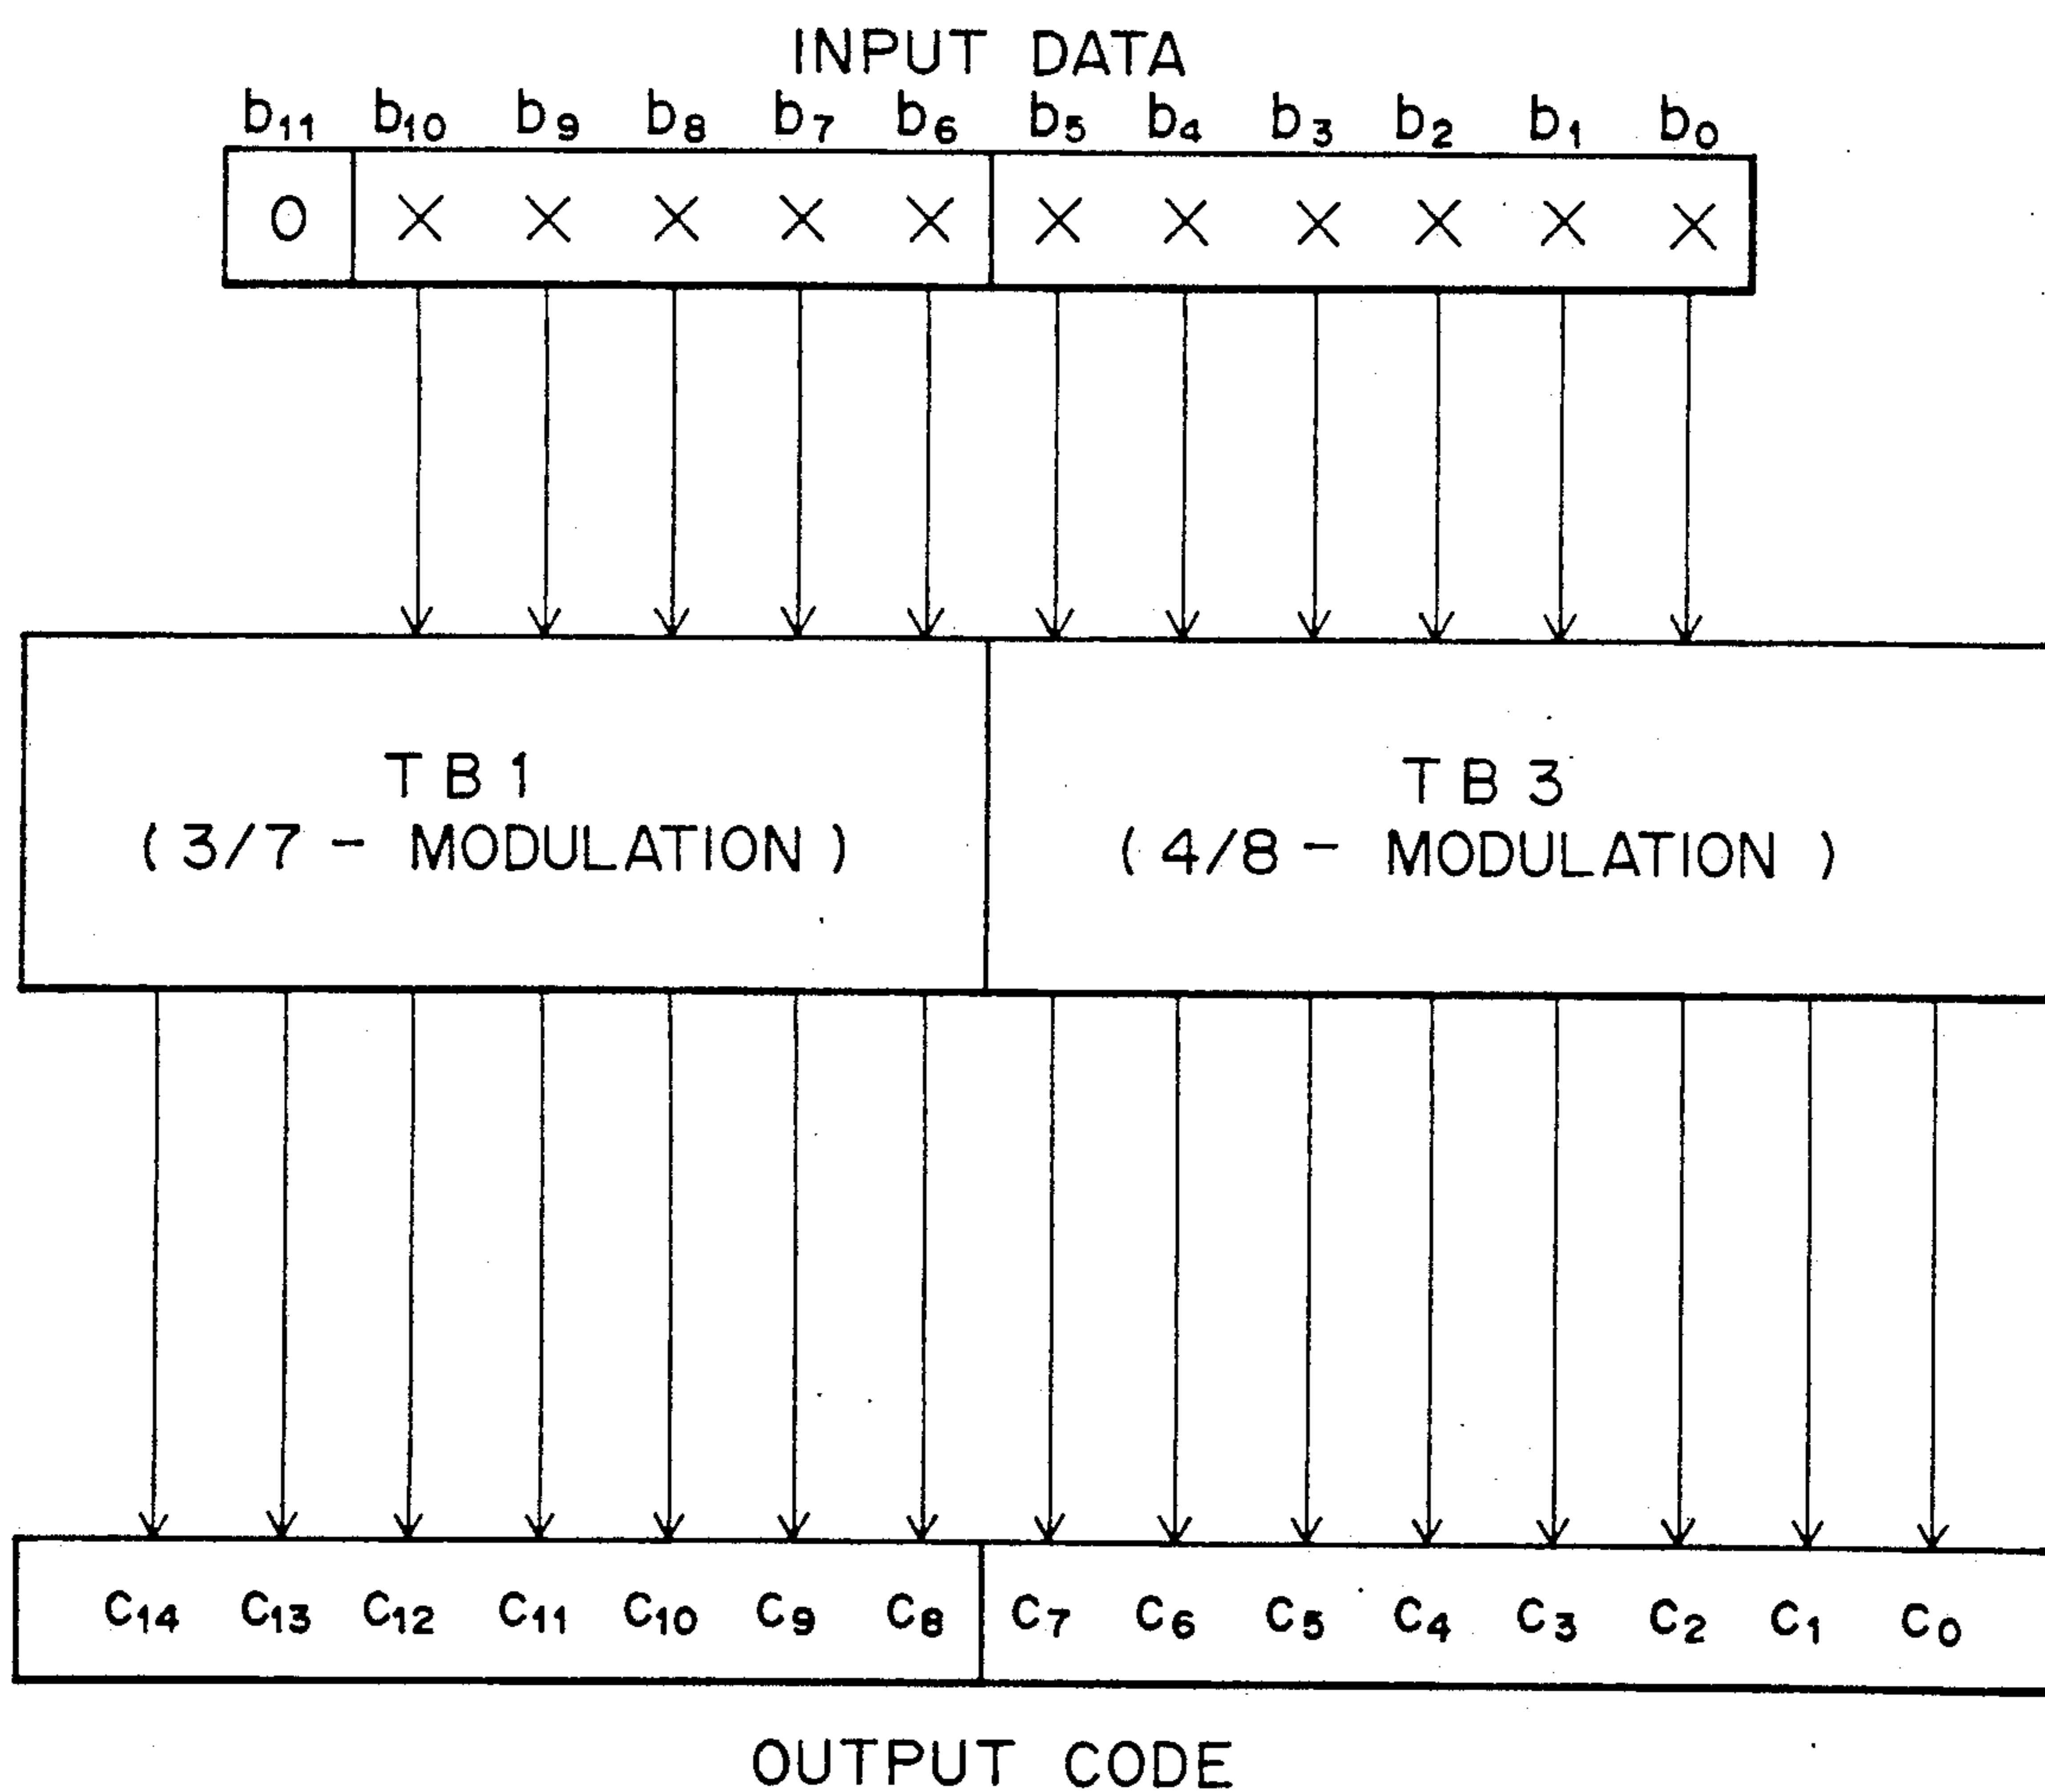 INPUT DATA
b₁₁ b₁₀ b₉ b₈ b₇ b₆ b₅ b₄ b₃ b₂ b₁ b₀
0 × × × × × × × × × × ×
TB1
(3/7 - MODULATION)
TB3
(4/8 - MODULATION)
C₁₄ C₁₃ C₁₂ C₁₁ C₁₀ C₉ C₈ C₇ C₆ C₅ C₄ C₃ C₂ C₁ C₀
OUTPUT CODE